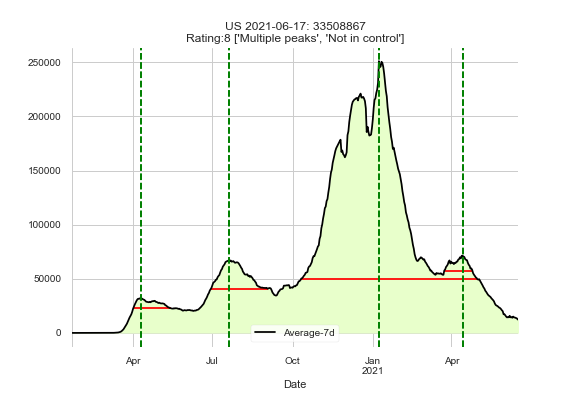 US 2021-06-17: 33508867
Rating:8 ['Multiple peaks', 'Not in control']
250000
200000
150000
100000
50000
0
Average-7d
Apr
Jul
Oct
Jan
2021
Apr
Date